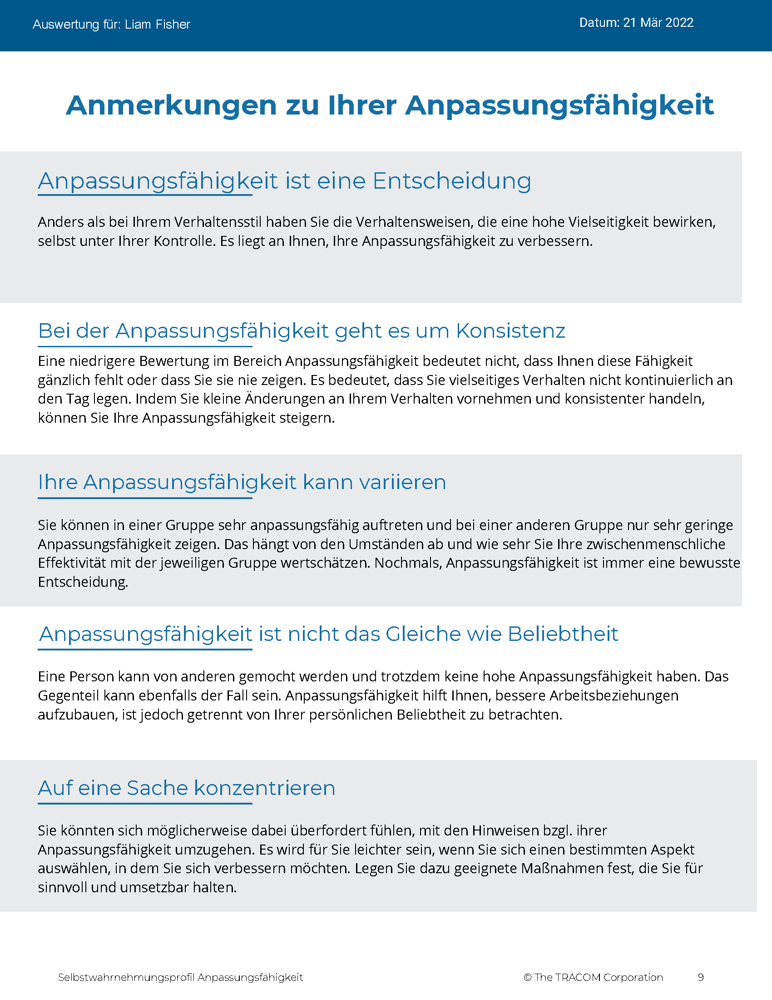 Auswertung für: Liam Fisher
Datum: 21 Mär 2022
Anmerkungen zu Ihrer Anpassungsfähigkeit
Anpassungsfähigkeit ist eine Entscheidung
Anders als bei Ihrem Verhaltensstil haben Sie die Verhaltensweisen, die eine hohe Vielseitigkeit bewirken,
selbst unter Ihrer Kontrolle. Es liegt an Ihnen, Ihre Anpassungsfähigkeit zu verbessern.
Bei der Anpassungsfähigkeit geht es um Konsistenz
Eine niedrigere Bewertung im Bereich Anpassungsfähigkeit bedeutet nicht, dass Ihnen diese Fähigkeit
gänzlich fehlt oder dass Sie sie nie zeigen. Es bedeutet, dass Sie vielseitiges Verhalten nicht kontinuierlich an
den Tag legen. Indem Sie kleine Änderungen an Ihrem Verhalten vornehmen und konsistenter handeln,
können Sie Ihre Anpassungsfähigkeit steigern.
Ihre Anpassungsfähigkeit kann variieren
Sie können in einer Gruppe sehr anpassungsfähig auftreten und bei einer anderen Gruppe nur sehr geringe
Anpassungsfähigkeit zeigen. Das hängt von den Umständen ab und wie sehr Sie Ihre zwischenmenschliche
Effektivität mit der jeweiligen Gruppe wertschätzen. Nochmals, Anpassungsfähigkeit ist immer eine bewusste
Entscheidung.
Anpassungsfähigkeit ist nicht das Gleiche wie Beliebtheit
Eine Person kann von anderen gemocht werden und trotzdem keine hohe Anpassungsfähigkeit haben. Das
Gegenteil kann ebenfalls der Fall sein. Anpassungsfähigkeit hilft Ihnen, bessere Arbeitsbeziehungen
aufzubauen, ist jedoch getrennt von Ihrer persönlichen Beliebtheit zu betrachten.
Auf eine Sache konzentrieren
Sie könnten sich möglicherweise dabei überfordert fühlen, mit den Hinweisen bzgl. ihrer
Anpassungsfähigkeit umzugehen. Es wird für Sie leichter sein, wenn Sie sich einen bestimmten Aspekt
auswählen, in dem Sie sich verbessern möchten. Legen Sie dazu geeignete Maßnahmen fest, die Sie für
sinnvoll und umsetzbar halten.
Selbstwahrnehmungsprofil Anpassungsfähigkeit
© The TRACOM Corporation
9